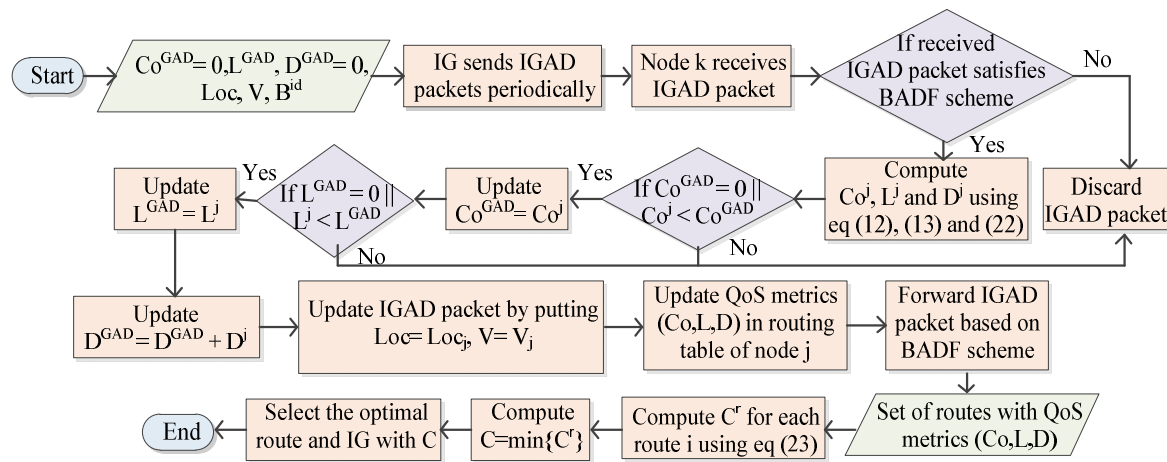 Start
Co^GAD = 0, L^GAD, D^GAD = 0,
Loc, V, B^id
IG sends IGAD
packets periodically
Node k receives
IGAD packet
If received
IGAD packet satisfies
BADF scheme
No
Yes
Discard
IGAD packet
Compute
Co^j, L^j and D^j using
eq (12), (13) and (22)
If Co^GAD = 0 ||
Co^j < Co^GAD
Yes
No
Update
Co^GAD = Co^j
If L^GAD = 0 ||
L^j < L^GAD
Yes
No
Update
L^GAD = L^j
Update
D^GAD = D^GAD + D^j
Update IGAD packet by putting
Loc= Loc_j, V= V_j
Update QoS metrics
(Co,L,D) in routing
table of node j
Forward IGAD
packet based on
BADF scheme
Set of routes with QoS
metrics (Co,L,D)
Compute C^r for each
route i using eq (23)
Compute
C=min{C^r}
Select the optimal
route and IG with C
End